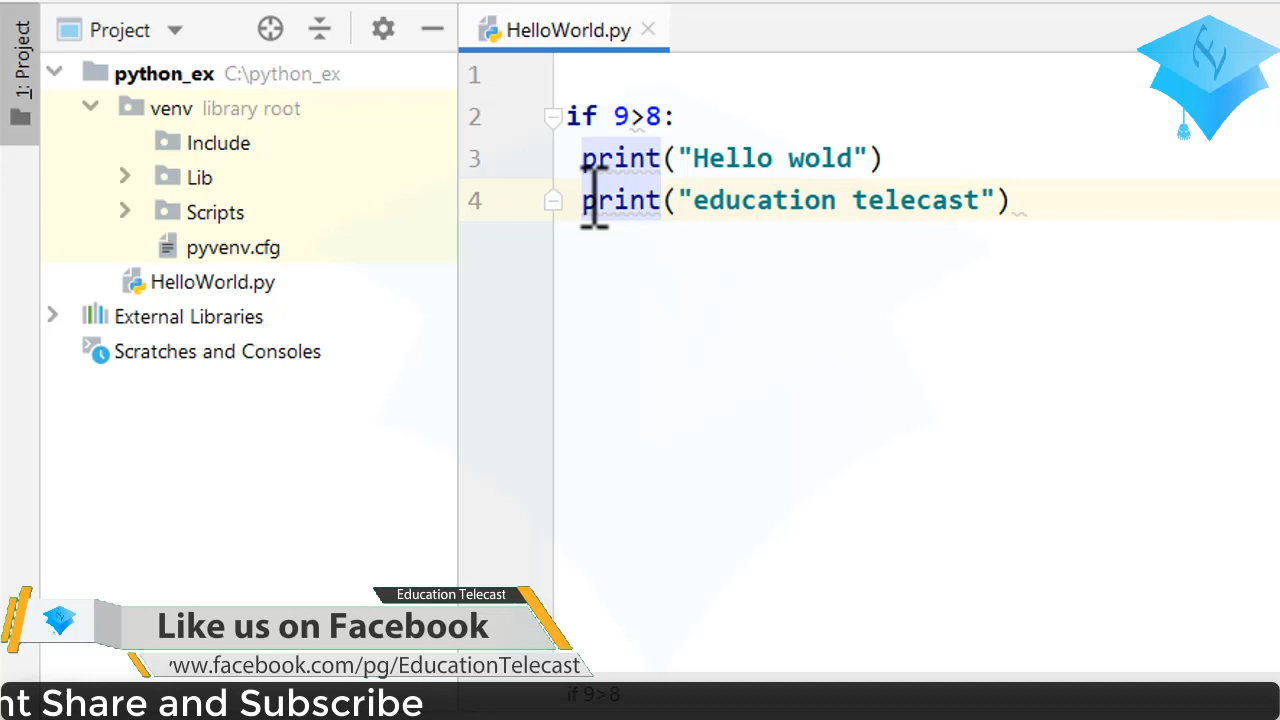 1: Project
Project
python_ex C:\python_ex
venv library root
Include
Lib
Scripts
pyvenv.cfg
HelloWorld.py
External Libraries
Scratches and Consoles
HelloWorld.py
1
2 if 9>8:
3 print("Hello wold")
4 print("education telecast")
Education Telecast
Like us on Facebook
www.facebook.com/pg/EducationTelecast
if 9>8
nt Share and Subscribe